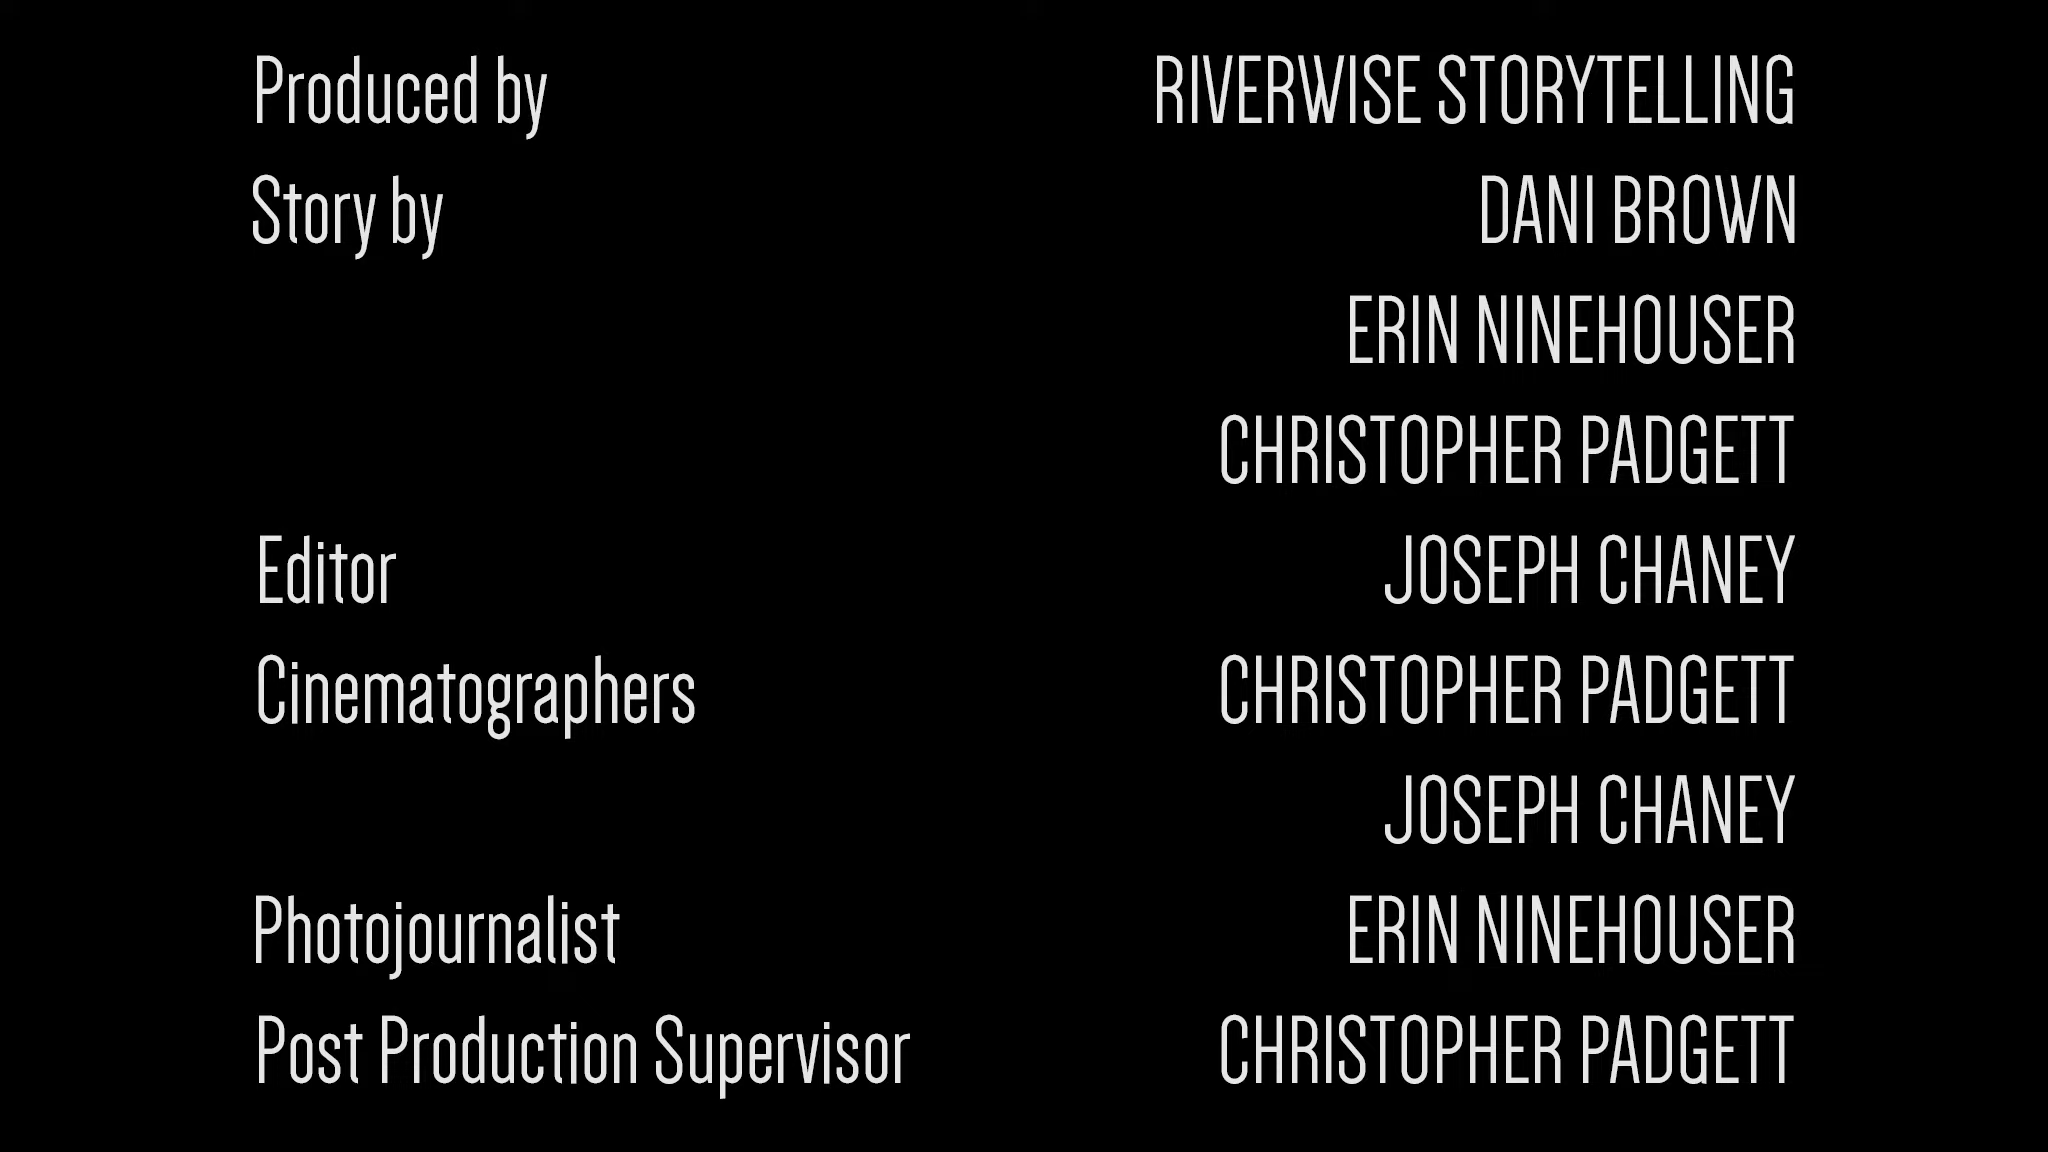 Produced by RIVERWISE STORYTELLING
Story by DANI BROWN
ERIN NINEHOUSER
CHRISTOPHER PADGETT
Editor JOSEPH CHANEY
Cinematographers CHRISTOPHER PADGETT
JOSEPH CHANEY
Photojournalist ERIN NINEHOUSER
Post Production Supervisor CHRISTOPHER PADGETT